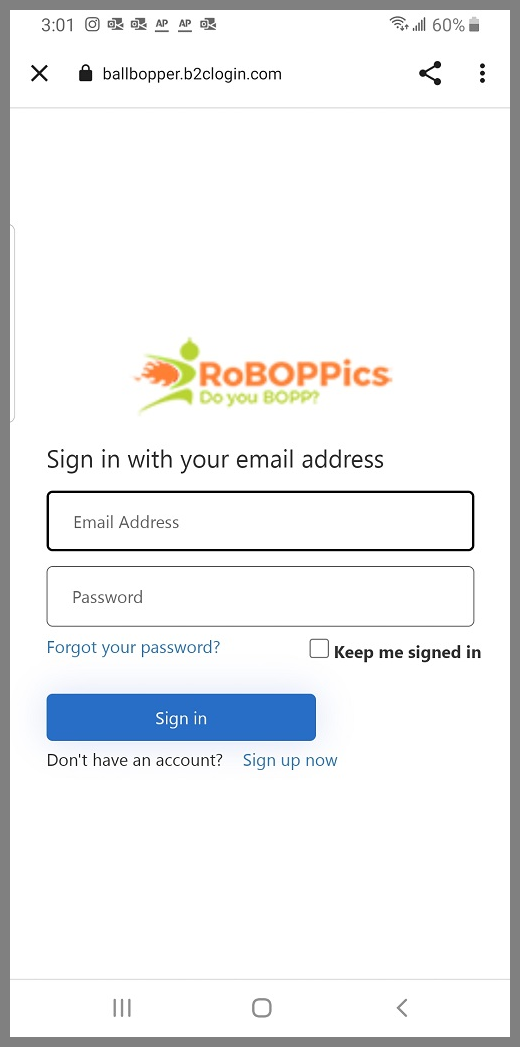 3:01 AP AP 60%
ballbopper.b2clogin.com
RoBOPPics
Do you BOPP?
Sign in with your email address
Email Address
Password
Forgot your password? Keep me signed in
Sign in
Don't have an account? Sign up now